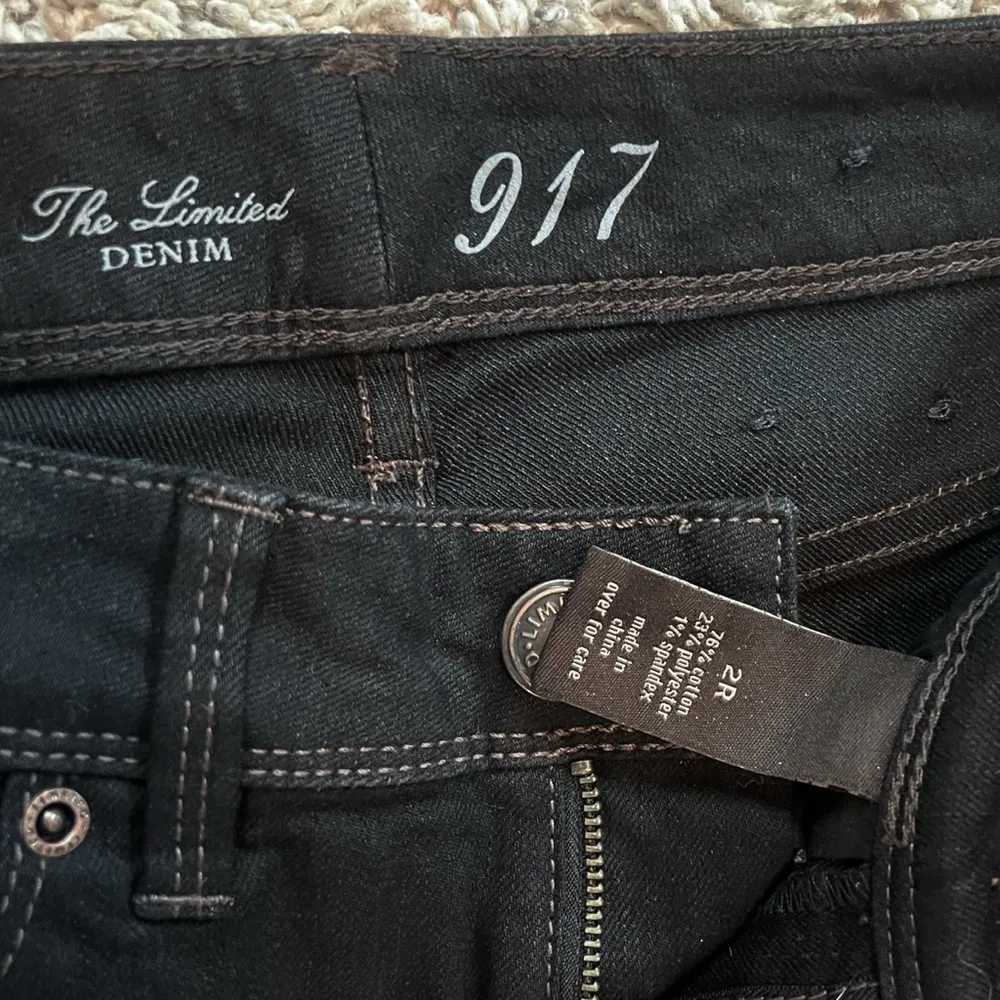 The Limited
DENIM
917
2R
76% cotton
23% polyester
1% spandex
made in
china
over for care